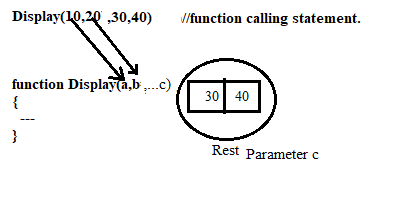 Display(10,20 ,30,40) //function calling statement.
function Display(a,b ,...c)
{
30 40
---
}
Rest Parameter c